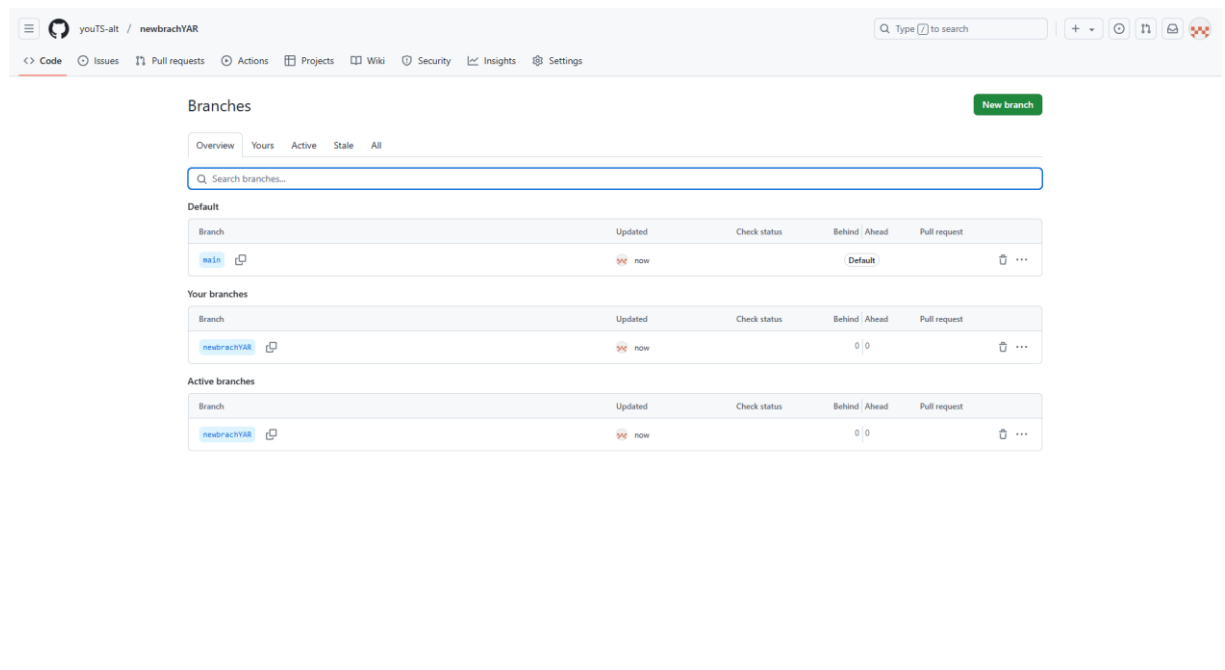 youTS-alt / newbrachYAR Type / to search
Code Issues Pull requests Actions Projects Wiki Security Insights Settings
Branches New branch
Overview Yours Active Stale All
Search branches...
Default
Branch Updated Check status Behind Ahead Pull request
main now Default
Your branches
Branch Updated Check status Behind Ahead Pull request
newbrachYAR now 0 0
Active branches
Branch Updated Check status Behind Ahead Pull request
newbrachYAR now 0 0